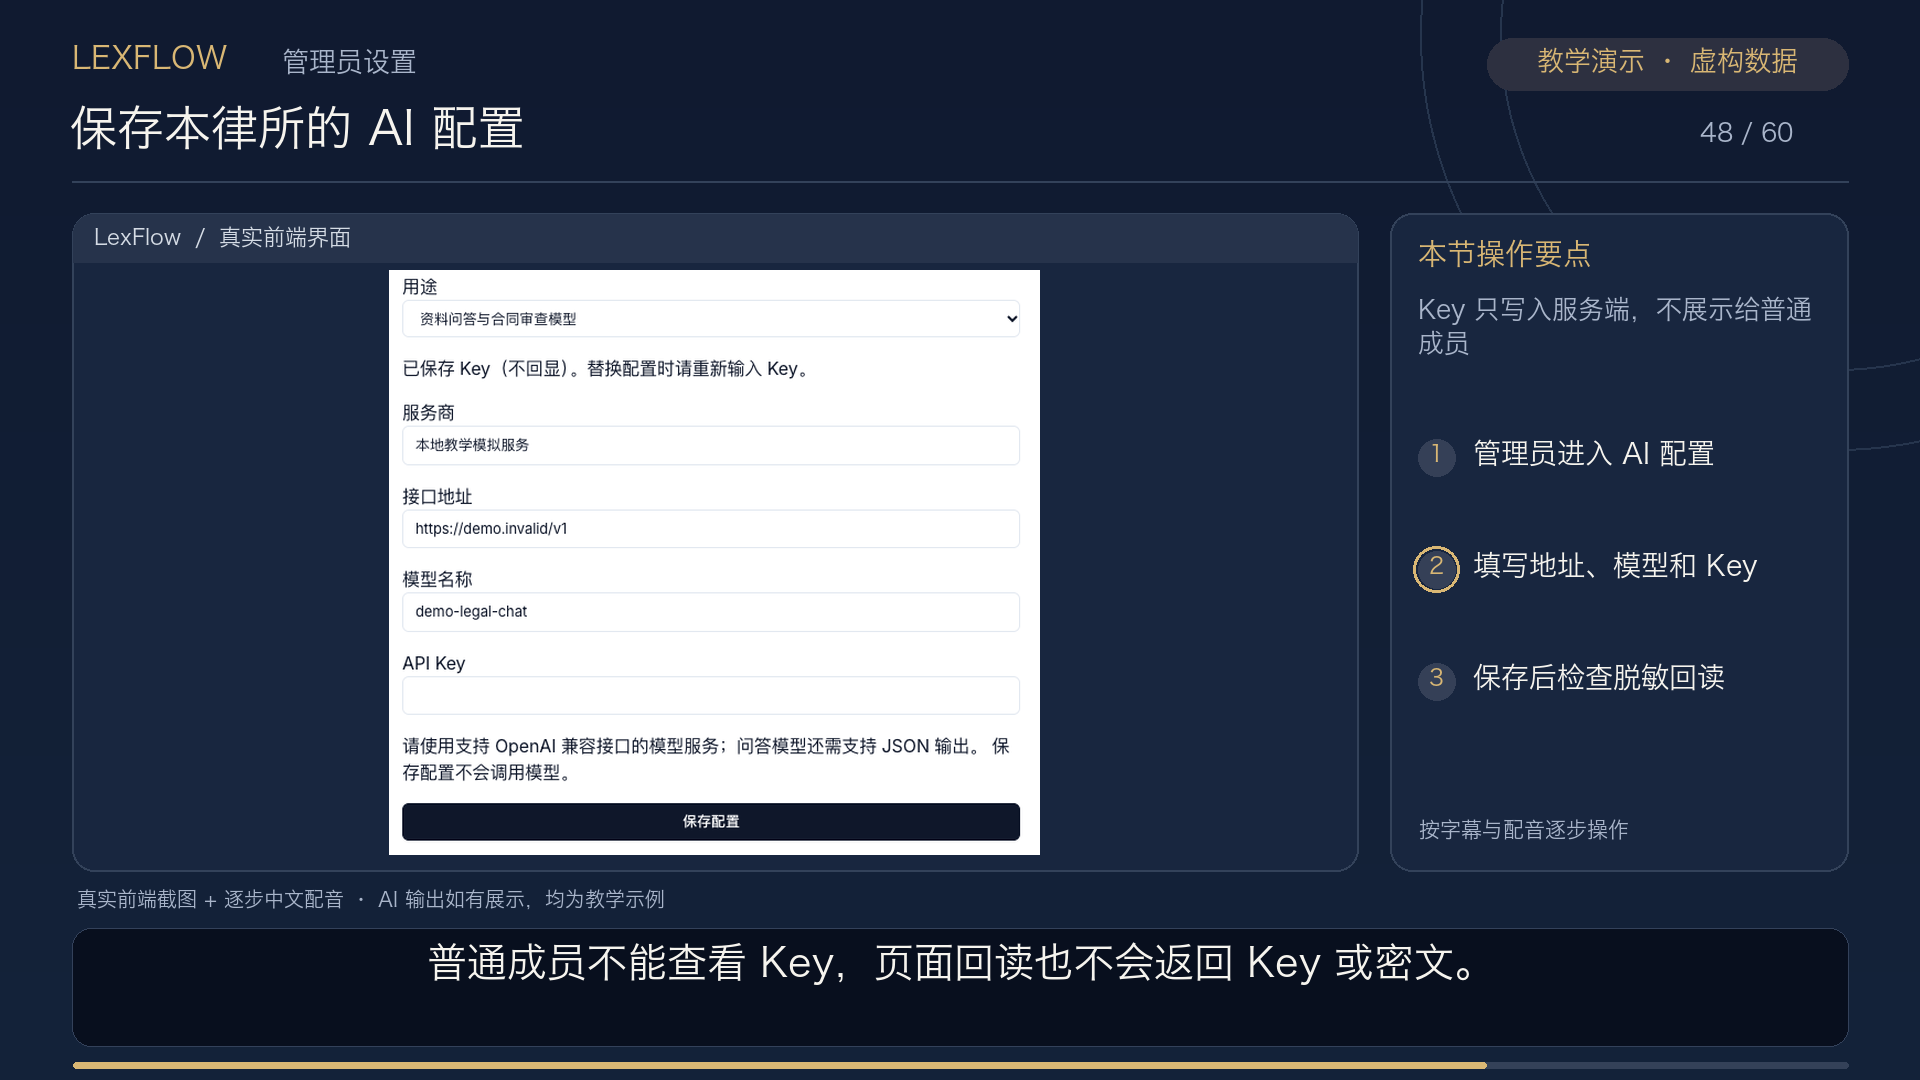 LEXFLOW 管理员设置
教学演示 · 虚构数据
保存本律所的 AI 配置
48 / 60
LexFlow / 真实前端界面
用途
资料问答与合同审查模型
已保存 Key（不回显）。替换配置时请重新输入 Key。
服务商
本地教学模拟服务
接口地址
https://demo.invalid/v1
模型名称
demo-legal-chat
API Key
请使用支持 OpenAI 兼容接口的模型服务；问答模型还需支持 JSON 输出。 保
存配置不会调用模型。
保存配置
本节操作要点
Key 只写入服务端，不展示给普通
成员
1 管理员进入 AI 配置
2 填写地址、模型和 Key
3 保存后检查脱敏回读
按字幕与配音逐步操作
真实前端截图 + 逐步中文配音 · AI 输出如有展示，均为教学示例
普通成员不能查看 Key，页面回读也不会返回 Key 或密文。